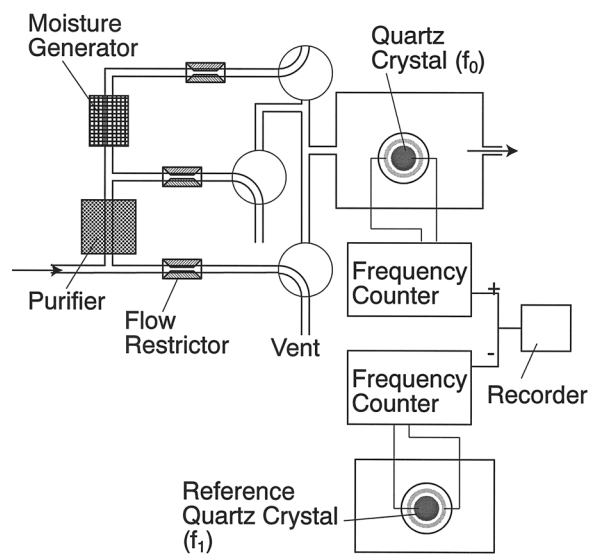 Moisture
Generator
Quartz
Crystal (f₀)
Purifier
Flow
Restrictor
Vent
Frequency
Counter
+
-
Frequency
Counter
Recorder
Reference
Quartz Crystal
(f₁)